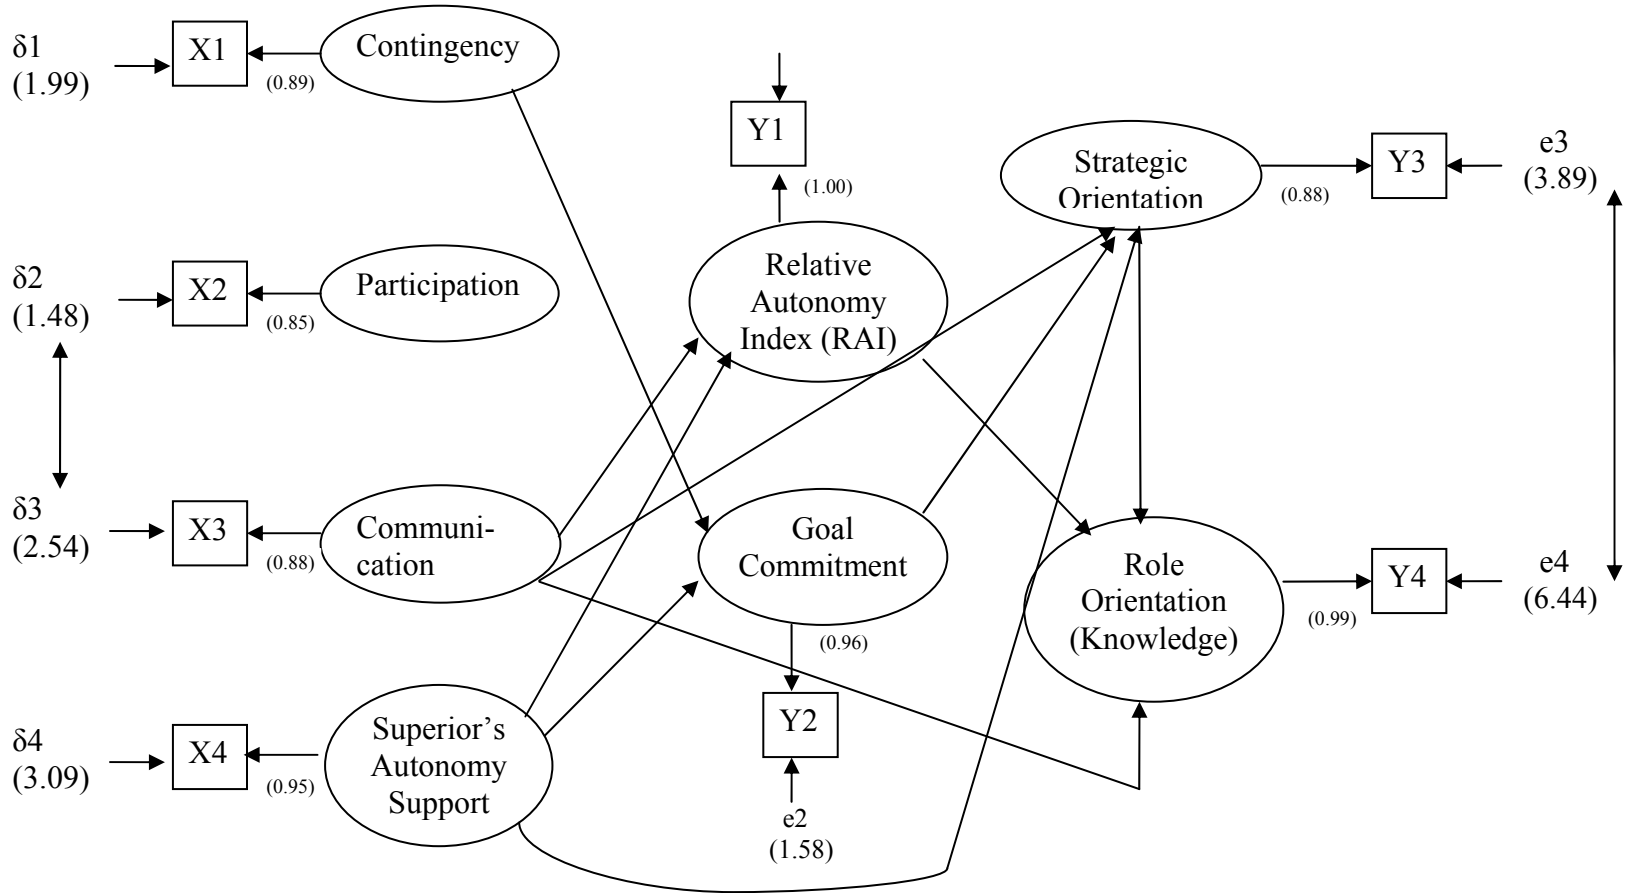 δ1
(1.99)
X1
(0.89)
Contingency
δ2
(1.48)
X2
(0.85)
Participation
δ3
(2.54)
X3
(0.88)
Communi-
cation
δ4
(3.09)
X4
(0.95)
Superior’s
Autonomy
Support
Y1
(1.00)
Relative
Autonomy
Index (RAI)
Goal
Commitment
(0.96)
Y2
e2
(1.58)
Strategic
Orientation
(0.88)
Y3
e3
(3.89)
Role
Orientation
(Knowledge)
(0.99)
Y4
e4
(6.44)